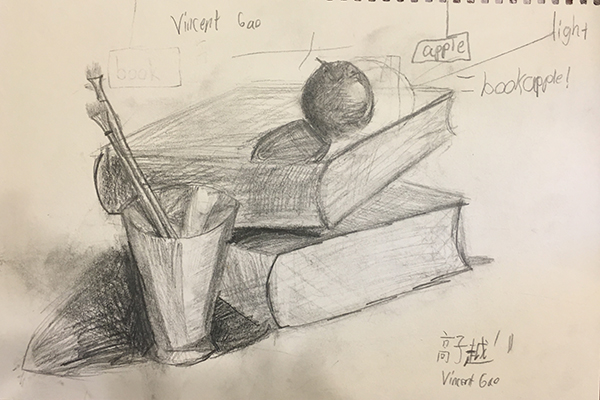 Vincent Gao
light
apple
book
= bookapple!
高子越
Vincent Gao